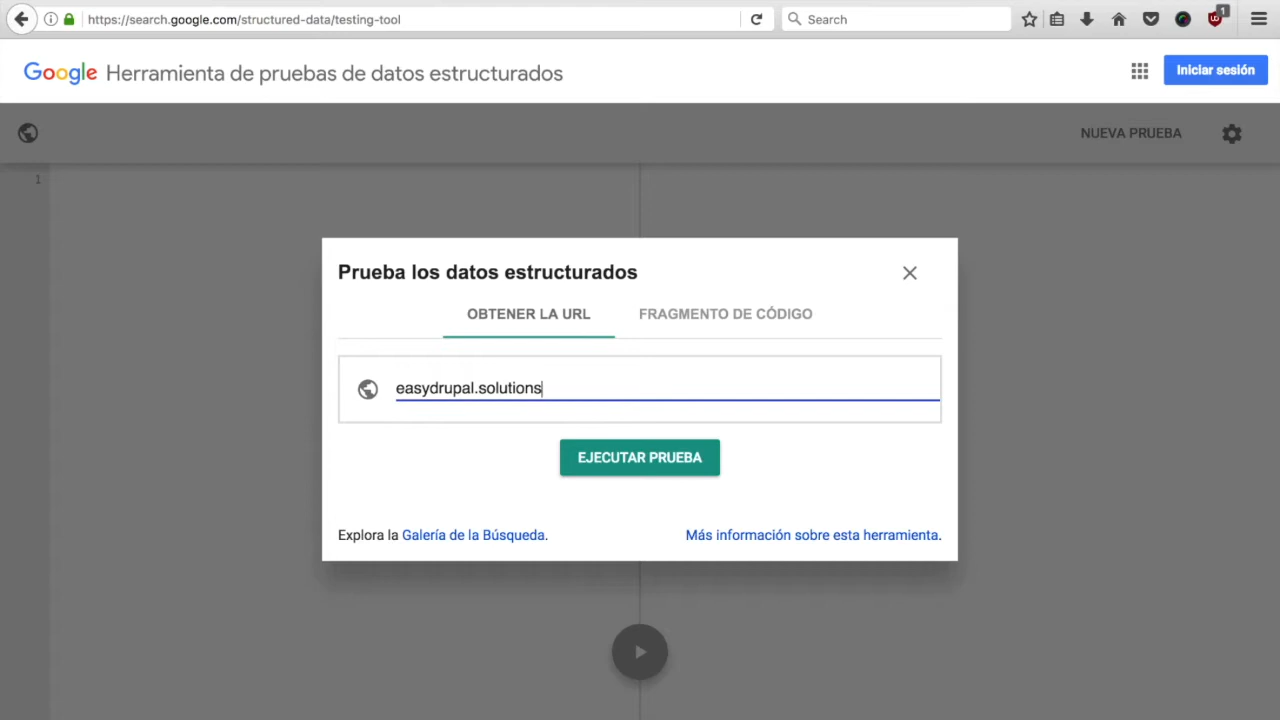 https://search.google.com/structured-data/testing-tool
Search
1
Google Herramienta de pruebas de datos estructurados
Iniciar sesión
NUEVA PRUEBA
1
Prueba los datos estructurados
OBTENER LA URL
FRAGMENTO DE CÓDIGO
easydrupal.solutions
EJECUTAR PRUEBA
Explora la Galería de la Búsqueda.
Más información sobre esta herramienta.